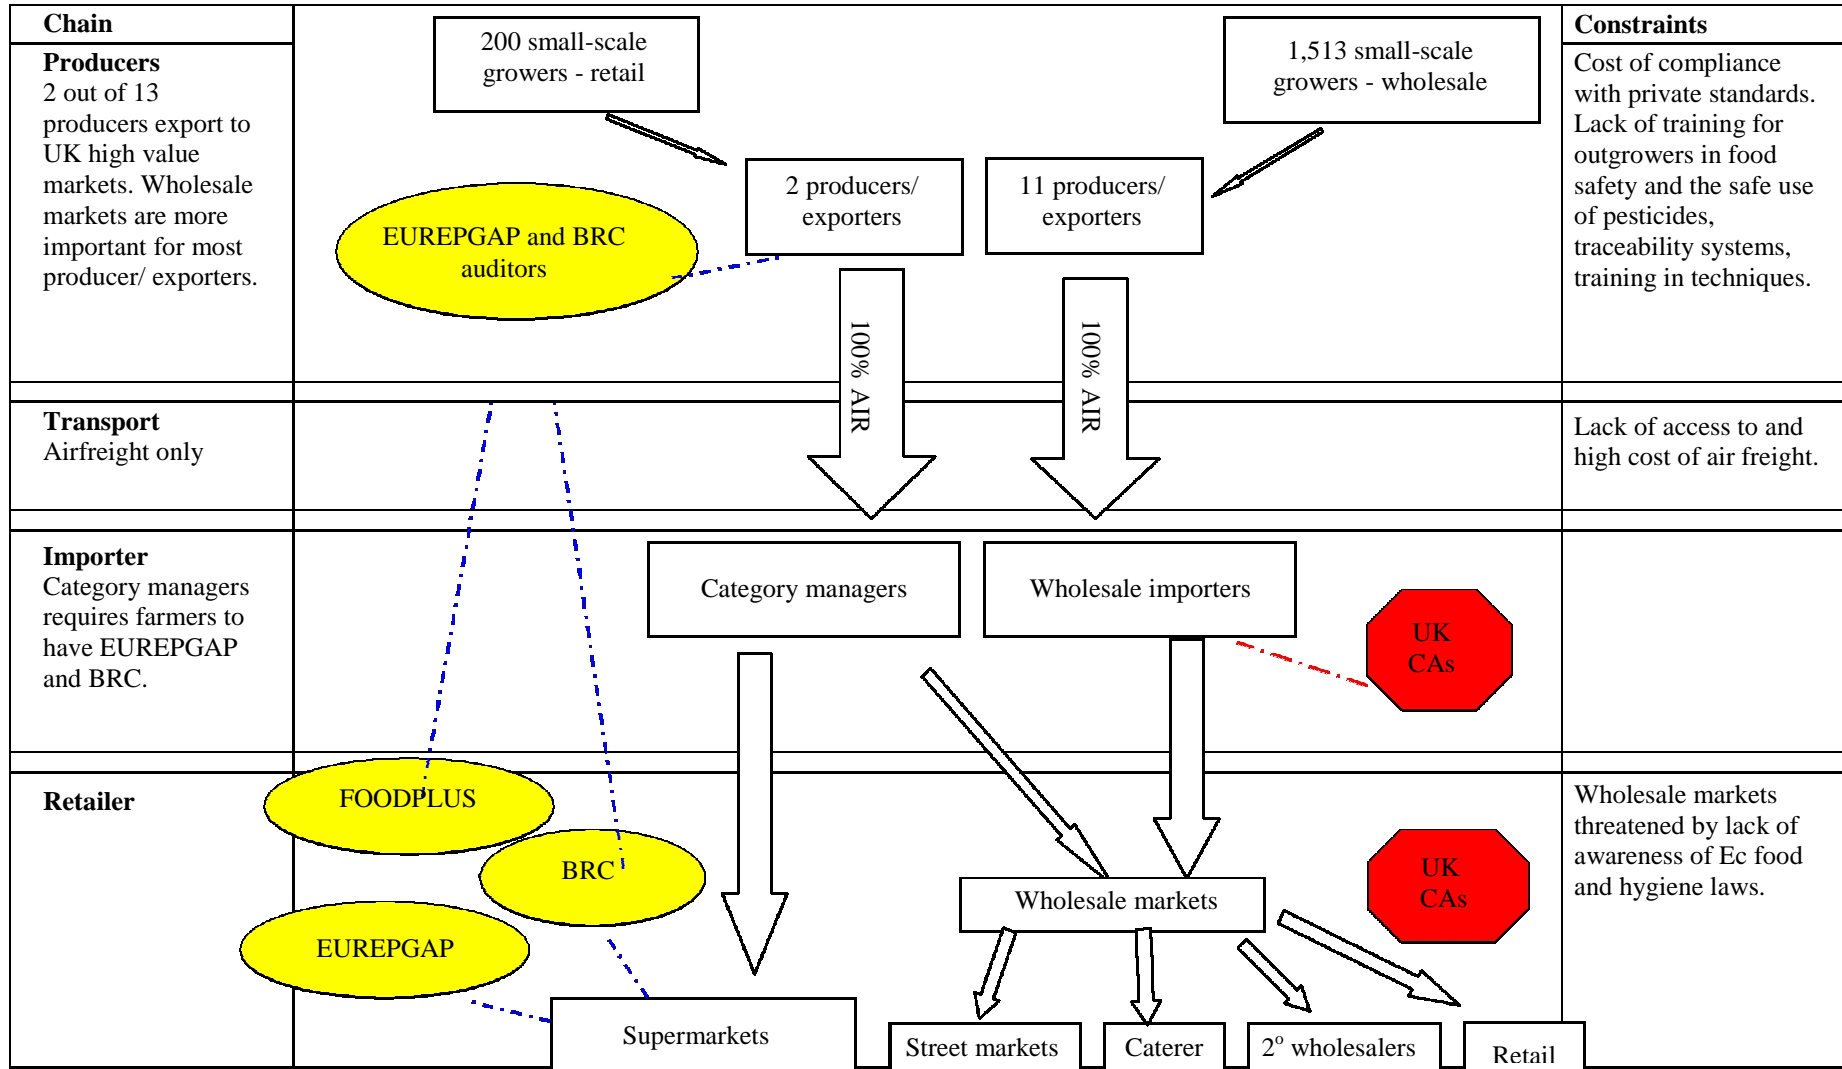 Chain
Producers
2 out of 13
producers export to
UK high value
markets. Wholesale
markets are more
important for most
producer/ exporters.
200 small-scale
growers - retail
1,513 small-scale
growers - wholesale
2 producers/
exporters
11 producers/
exporters
EUREPGAP and BRC
auditors
100% AIR
100% AIR
Constraints
Cost of compliance
with private standards.
Lack of training for
outgrowers in food
safety and the safe use
of pesticides,
traceability systems,
training in techniques.
Transport
Airfreight only
Lack of access to and
high cost of air freight.
Importer
Category managers
requires farmers to
have EUREPGAP
and BRC.
Category managers
Wholesale importers
UK
CAs
Retailer
FOODPLUS
BRC
EUREPGAP
Wholesale markets
UK
CAs
Supermarkets
Street markets
Caterer
2º wholesalers
Retail
Wholesale markets
threatened by lack of
awareness of Ec food
and hygiene laws.